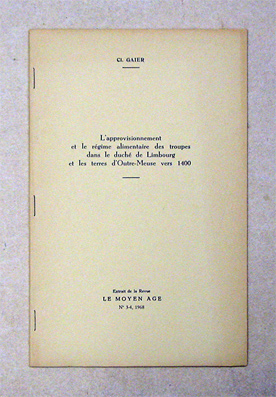 Cl. GAIER
L'approvisionnement
et le régime alimentaire des troupes
dans le duché de Limbourg
et les terres d'Outre-Meuse vers 1400
Extrait de la Revue
LE MOYEN AGE
N° 3-4, 1968